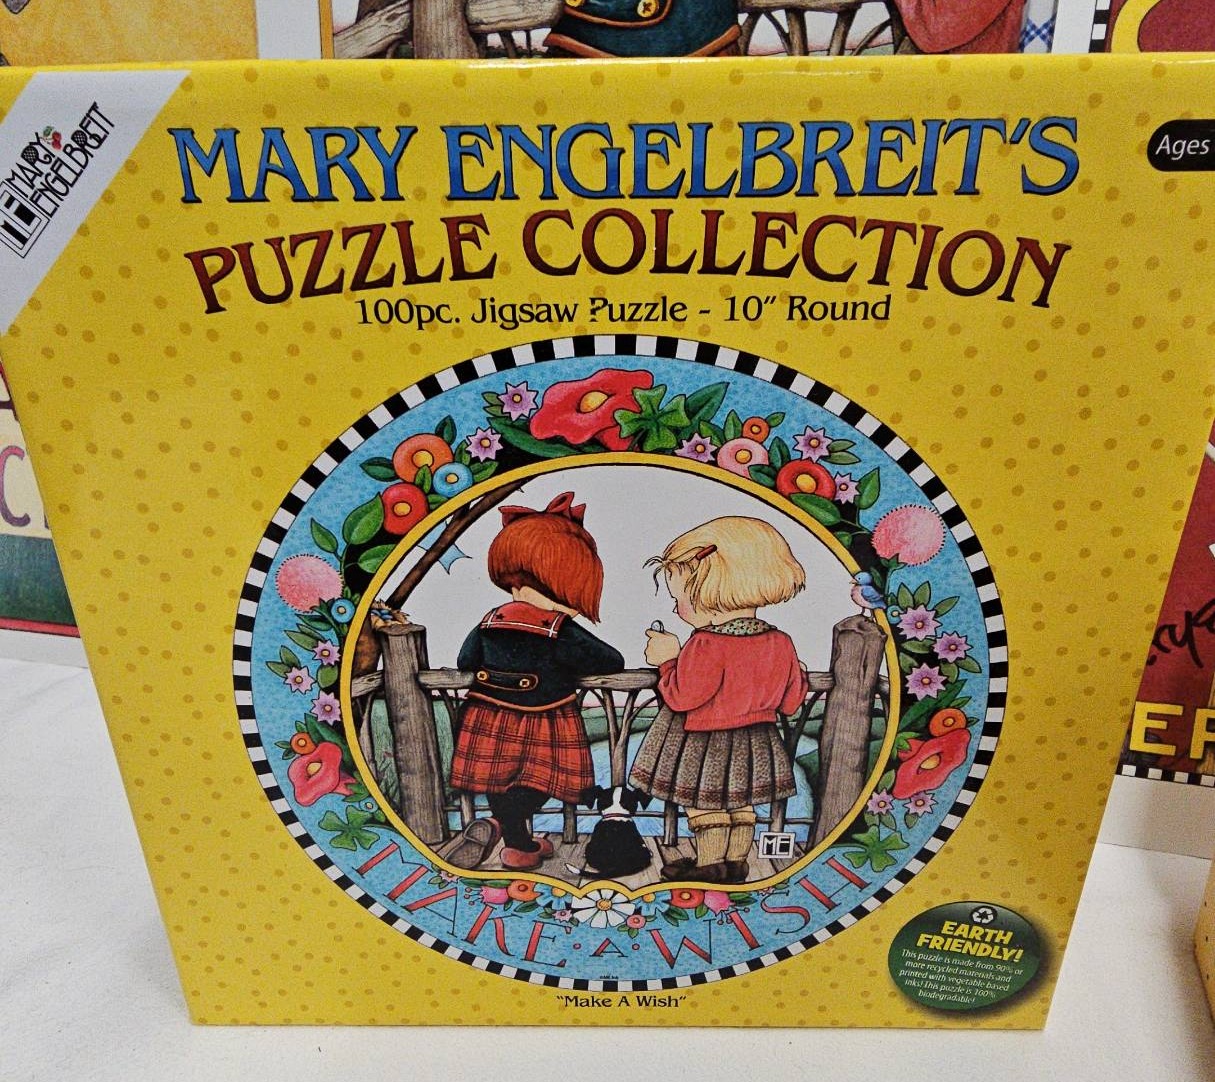 MARY
ENGELBREIT
MARY ENGELBREIT'S
PUZZLE COLLECTION
100pc. Jigsaw Puzzle - 10" Round
Ages
ME
MAKE·A·WISH
"Make A Wish"
EARTH
FRIENDLY!
This puzzle is made from 90% or
more recycled materials and
printed with vegetable based
inks! This puzzle is 100%
biodegradable!